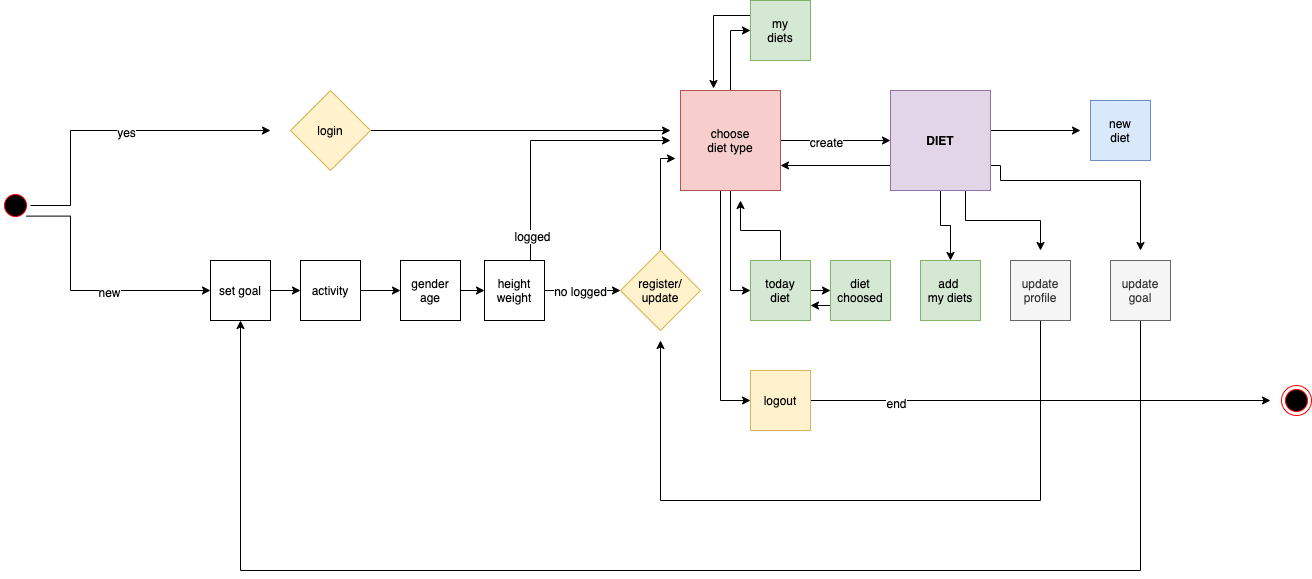 my
diets
yes
login
choose
diet type
create
DIET
new
diet
logged
new
set goal
activity
gender
age
height
weight
no logged
register/
update
today
diet
diet
choosed
add
my diets
update
profile
update
goal
logout
end